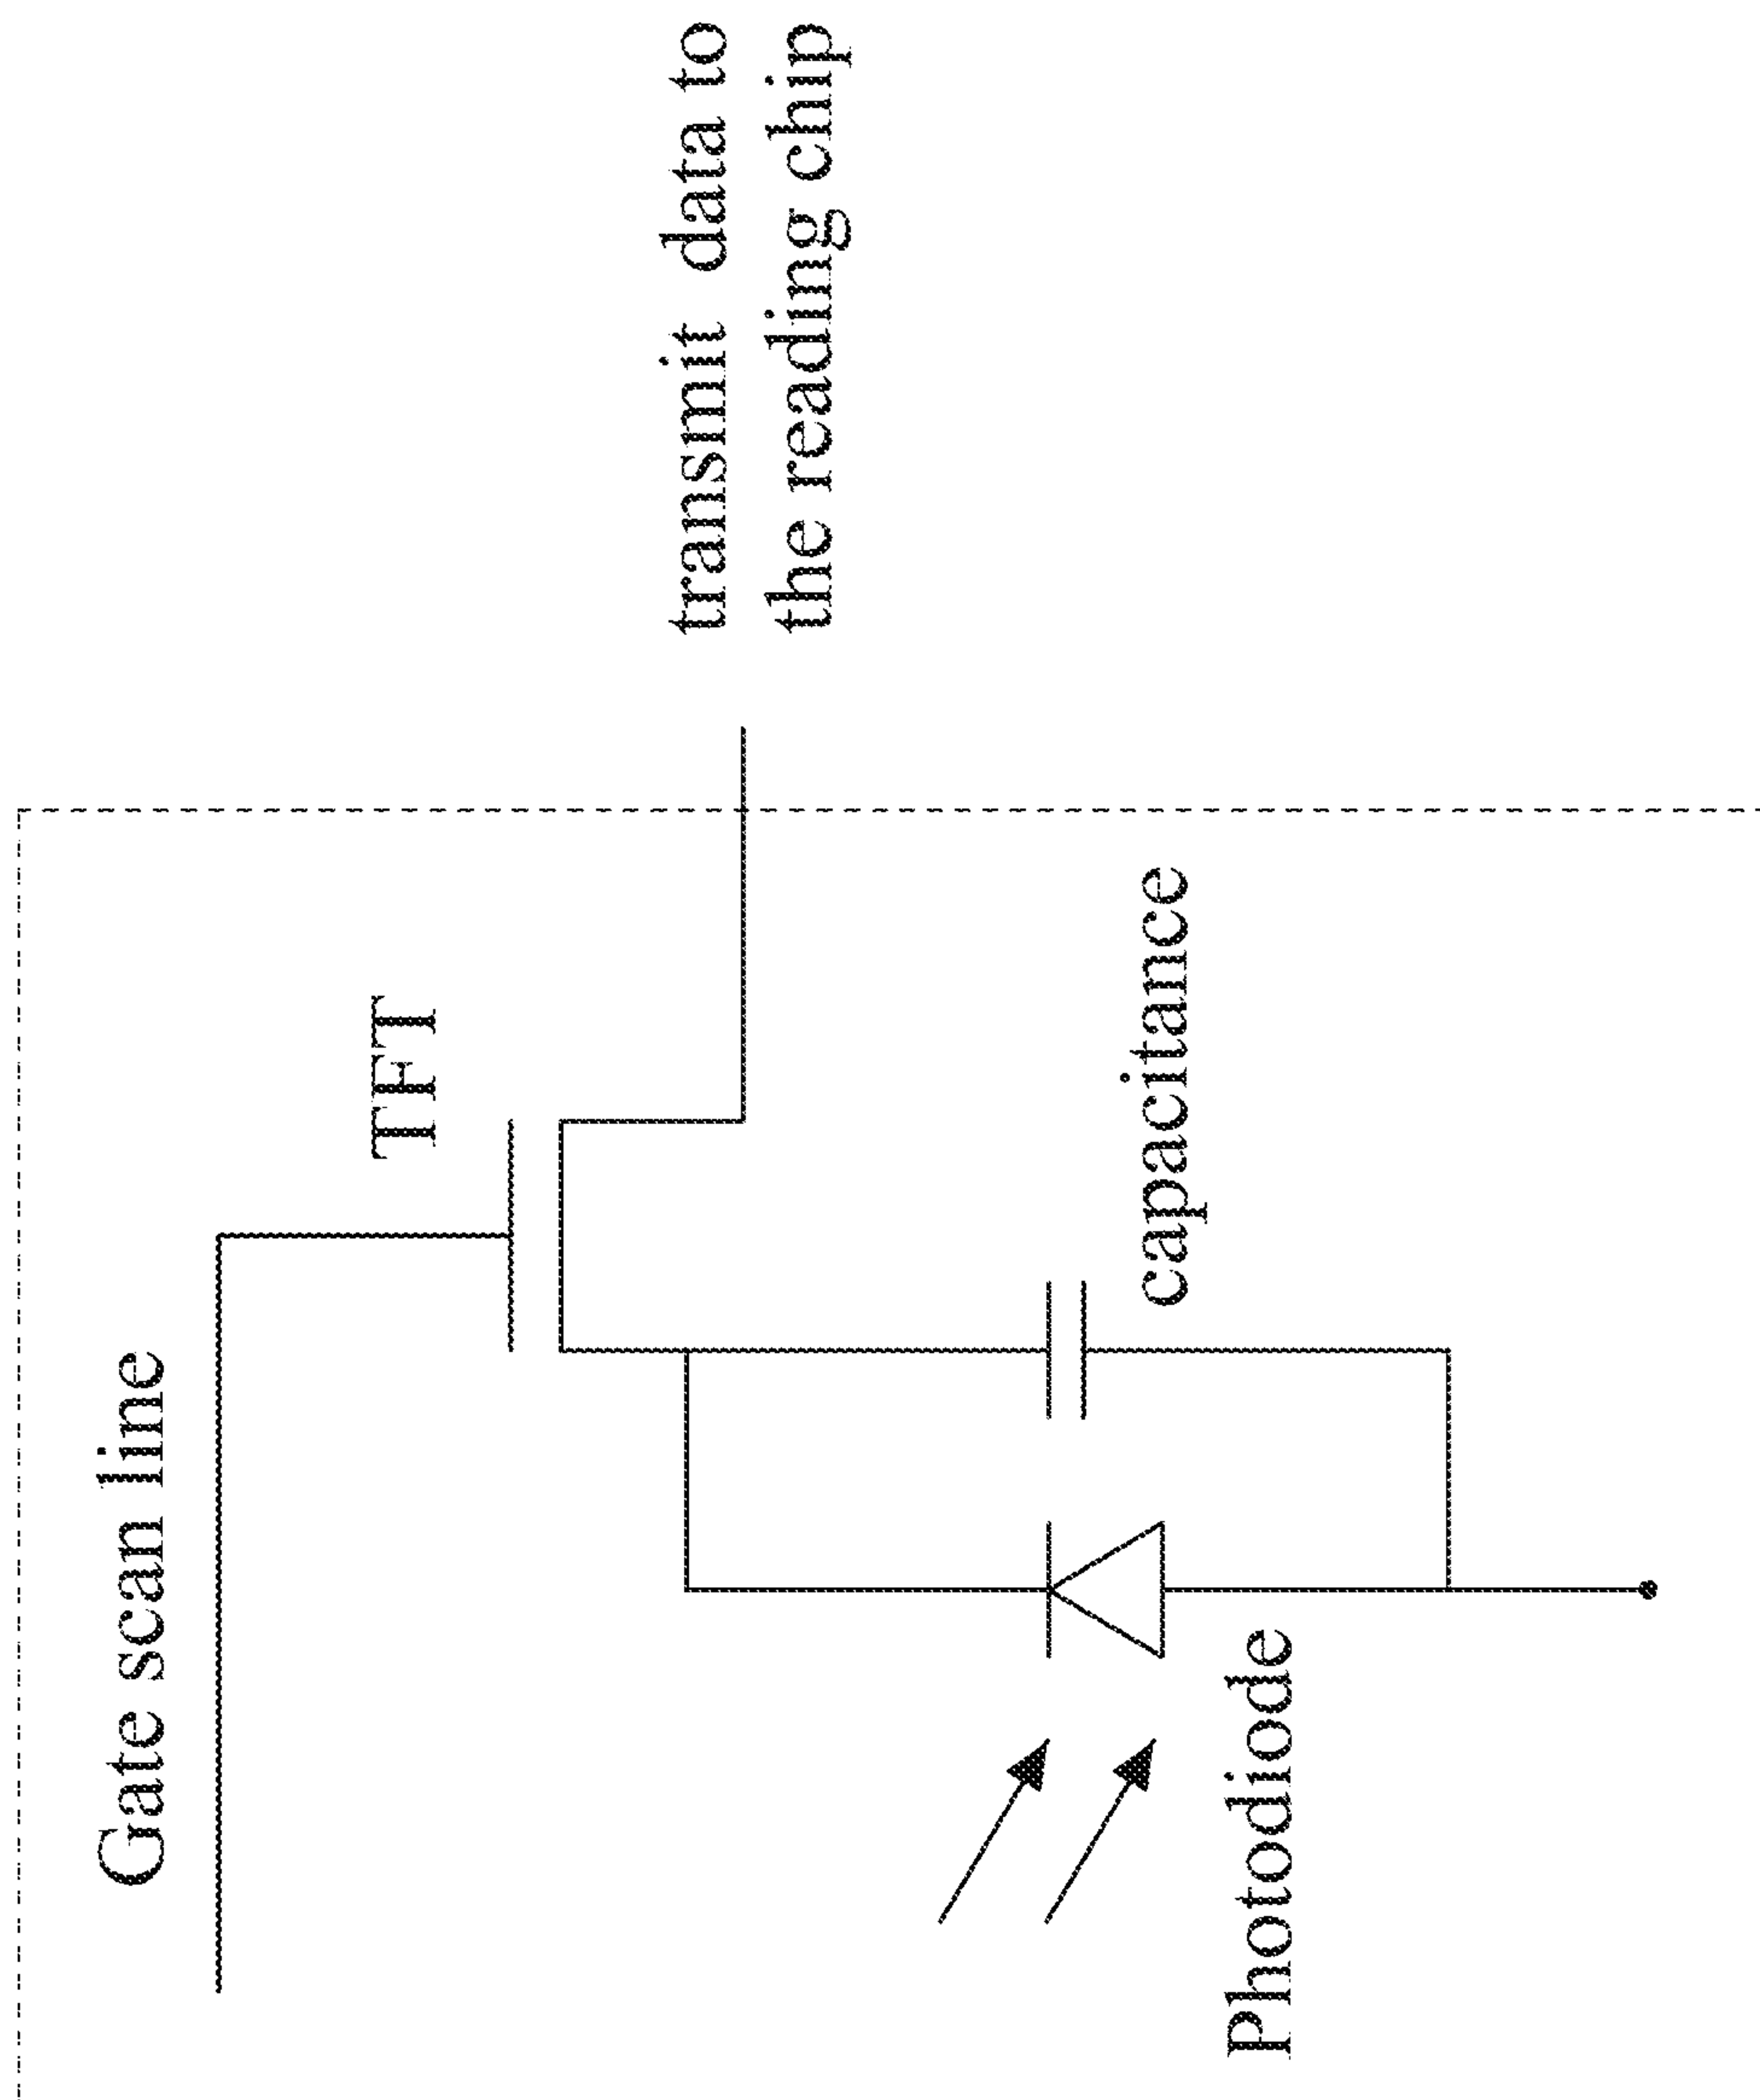 Gate scan line
TFT
transmit data to
the reading chip
capacitance
Photodiode